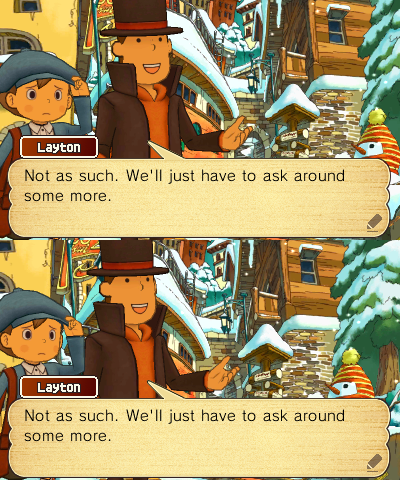 Layton
Not as such. We'll just have to ask around
some more.
Layton
Not as such. We'll just have to ask around
some more.